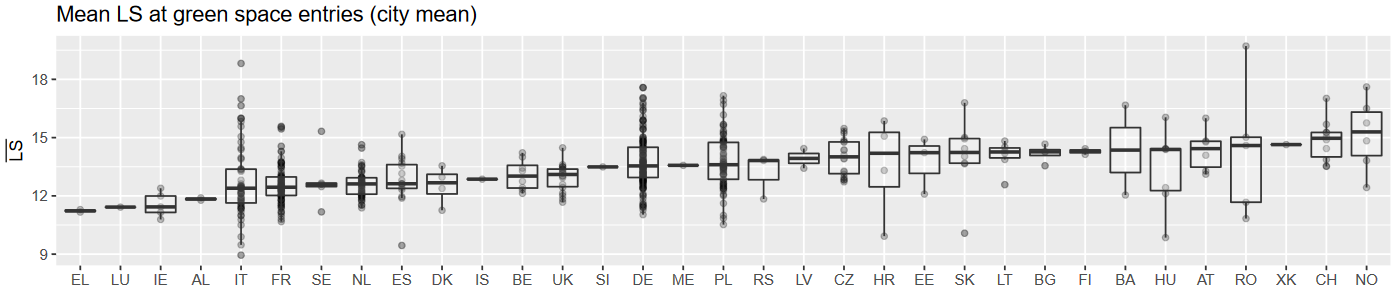 Mean LS at green space entries (city mean)
LS
18
15
12
9
EL LU IE AL IT FR SE NL ES DK IS BE UK SI DE ME PL RS LV CZ HR EE SK LT BG FI BA HU AT RO XK CH NO